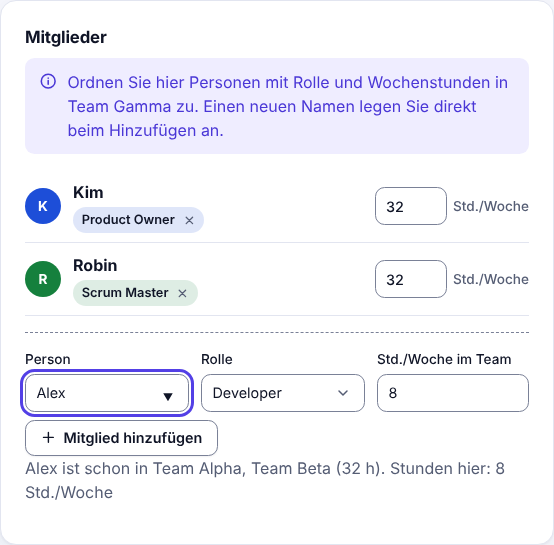 Mitglieder
Ordnen Sie hier Personen mit Rolle und Wochenstunden in
Team Gamma zu. Einen neuen Namen legen Sie direkt
beim Hinzufügen an.
K
Kim
Product Owner ×
32 Std./Woche
R
Robin
Scrum Master ×
32 Std./Woche
Person Rolle Std./Woche im Team
Alex Developer 8
+ Mitglied hinzufügen
Alex ist schon in Team Alpha, Team Beta (32 h). Stunden hier: 8
Std./Woche